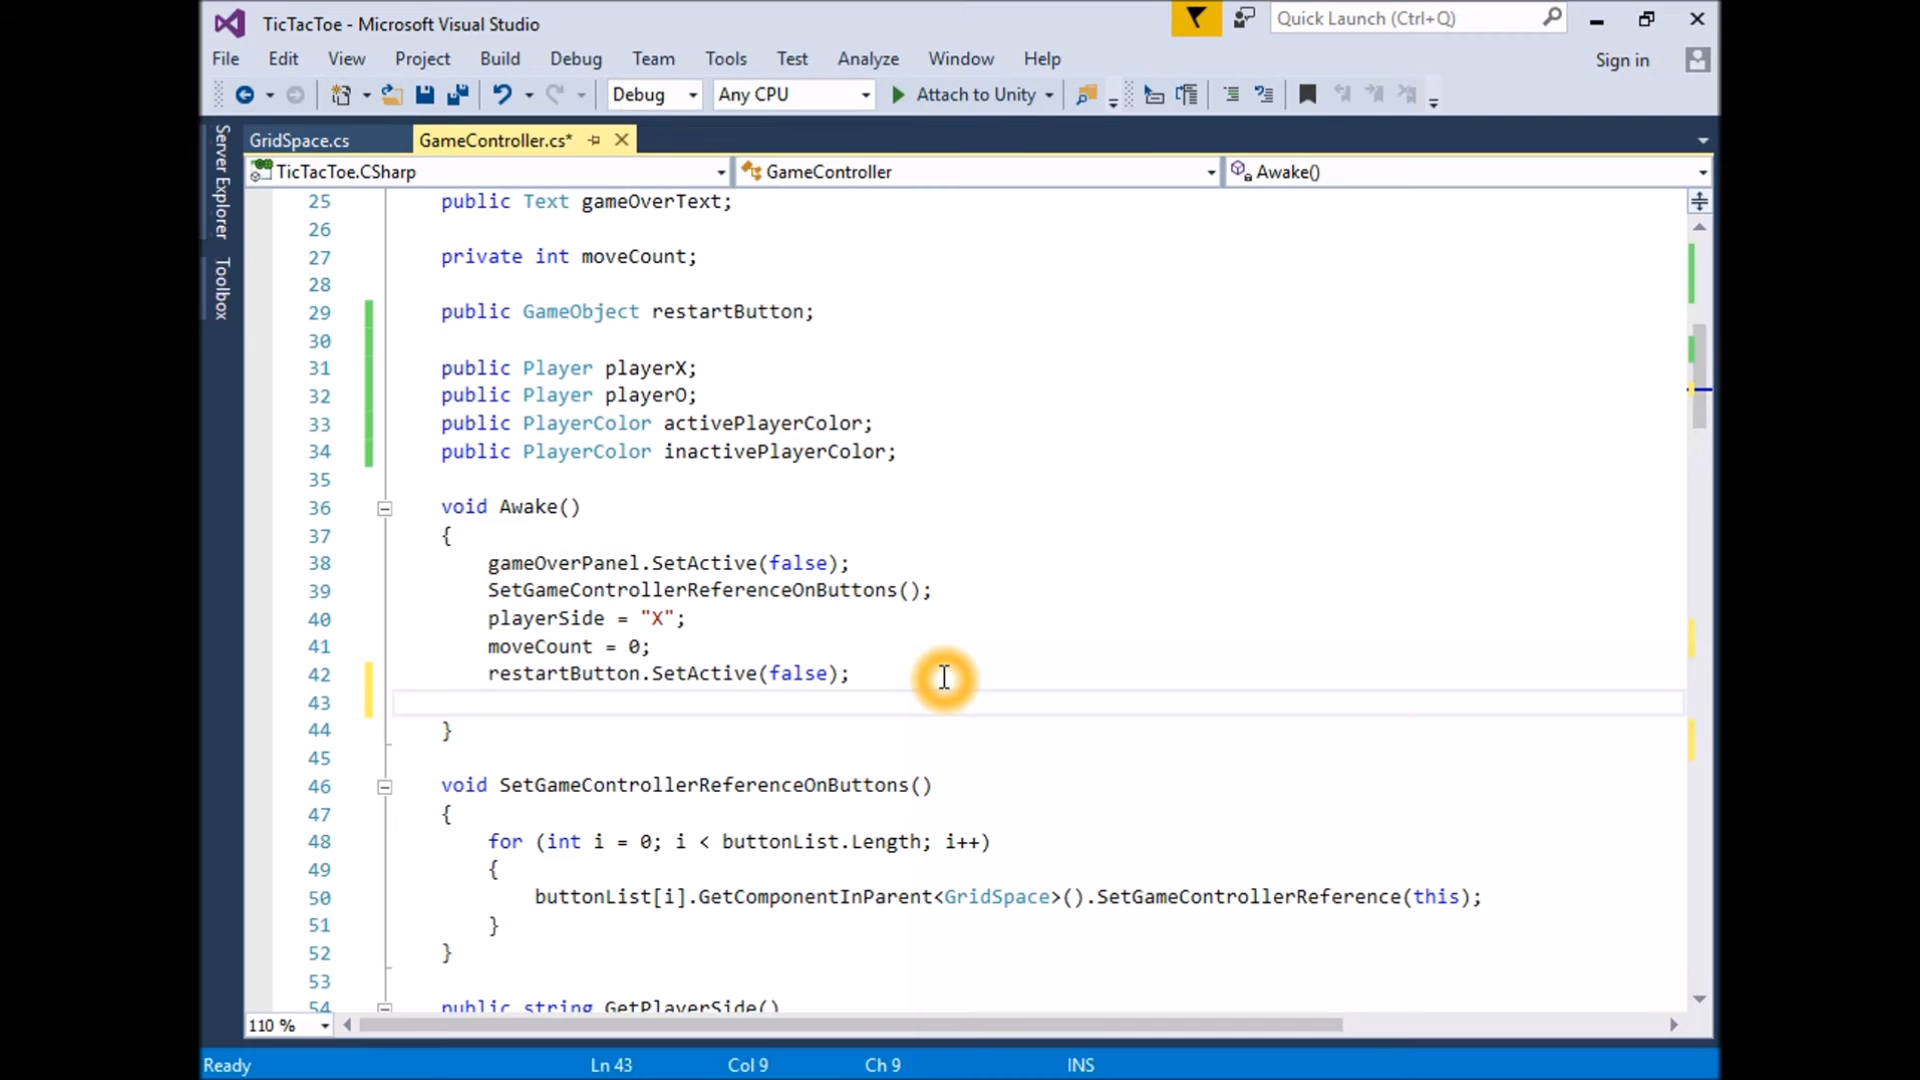 TicTacToe - Microsoft Visual Studio
Quick Launch (Ctrl+Q)
File Edit View Project Build Debug Team Tools Test Analyze Window Help
Sign in
Debug Any CPU Attach to Unity
Server Explorer
Toolbox
GridSpace.cs GameController.cs*
TicTacToe.CSharp GameController Awake()
25 public Text gameOverText;
26
27 private int moveCount;
28
29 public GameObject restartButton;
30
31 public Player playerX;
32 public Player playerO;
33 public PlayerColor activePlayerColor;
34 public PlayerColor inactivePlayerColor;
35
36 void Awake()
37 {
38 gameOverPanel.SetActive(false);
39 SetGameControllerReferenceOnButtons();
40 playerSide = "X";
41 moveCount = 0;
42 restartButton.SetActive(false);
43
44 }
45
46 void SetGameControllerReferenceOnButtons()
47 {
48 for (int i = 0; i < buttonList.Length; i++)
49 {
50 buttonList[i].GetComponentInParent<GridSpace>().SetGameControllerReference(this);
51 }
52 }
53
54 public string GetPlayerSide()
110 %
Ready Ln 43 Col 9 Ch 9 INS